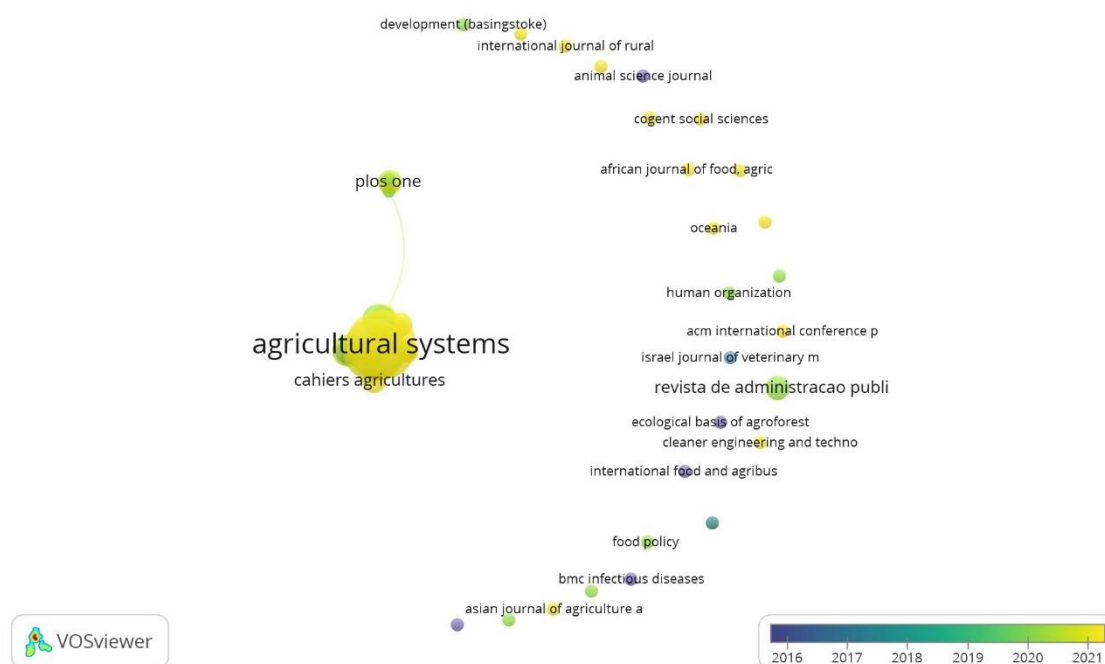 development (basingstoke)
international journal of rural
animal science journal
cogent social sciences
african journal of food, agric
plos one
oceania
human organization
acm international conference p
agricultural systems
israel journal of veterinary m
cahiers agricultures
revista de administracao publi
ecological basis of agroforest
cleaner engineering and techno
international food and agribus
food policy
bmc infectious diseases
asian journal of agriculture a
VOSviewer
2016 2017 2018 2019 2020 2021